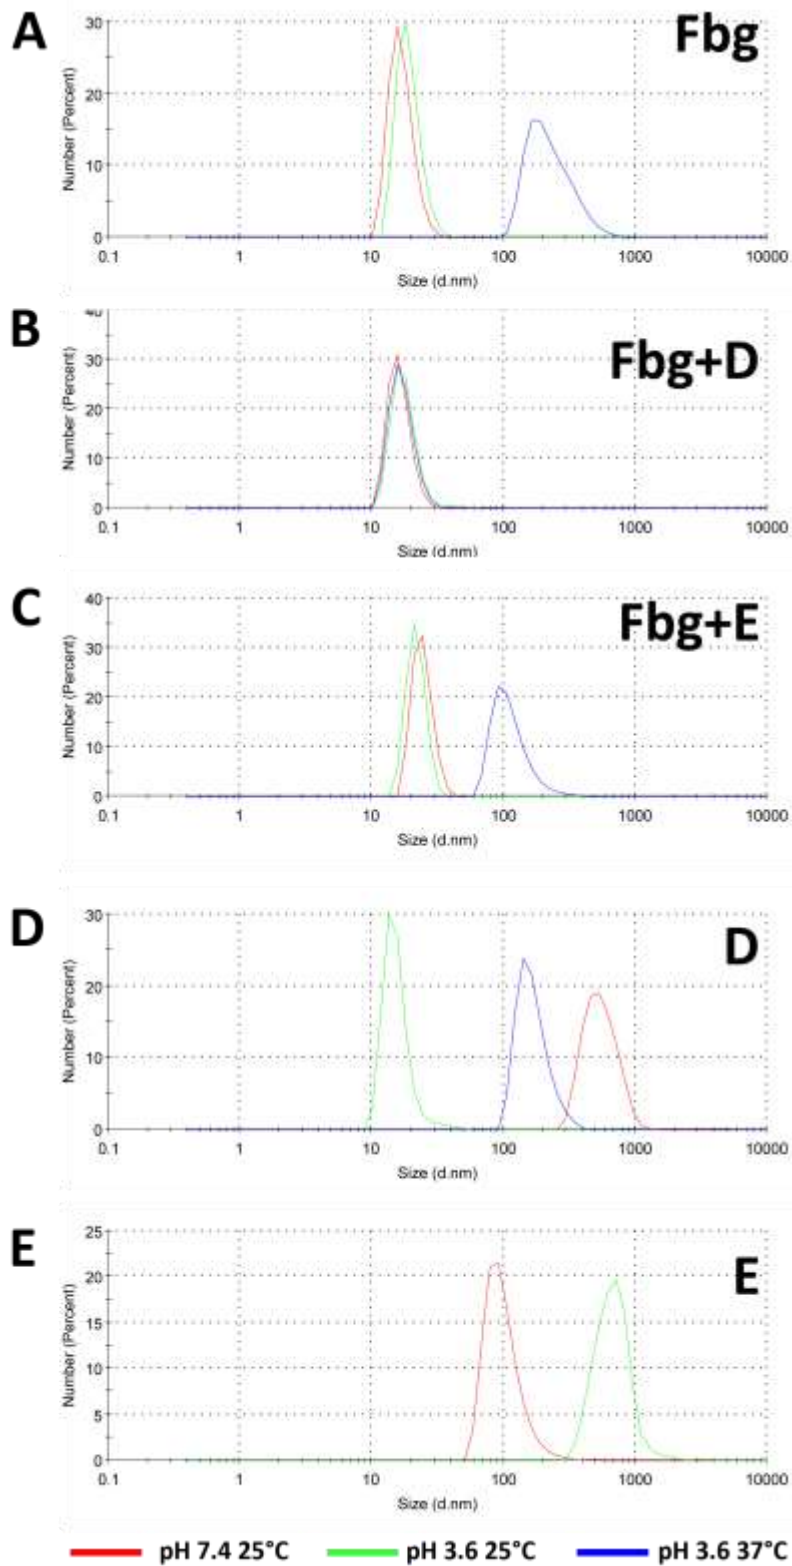 A
Fbg
Number (Percent)
30
20
10
0
0.1 1 10 100 1000 10000
Size (d.nm)
B
Fbg+D
Number (Percent)
40
30
20
10
0
0.1 1 10 100 1000 10000
Size (d.nm)
C
Fbg+E
Number (Percent)
40
30
20
10
0
0.1 1 10 100 1000 10000
Size (d.nm)
D
D
Number (Percent)
30
20
10
0
0.1 1 10 100 1000 10000
Size (d.nm)
E
E
Number (Percent)
25
20
15
10
5
0
0.1 1 10 100 1000 10000
Size (d.nm)
pH 7.4 25°C pH 3.6 25°C pH 3.6 37°C